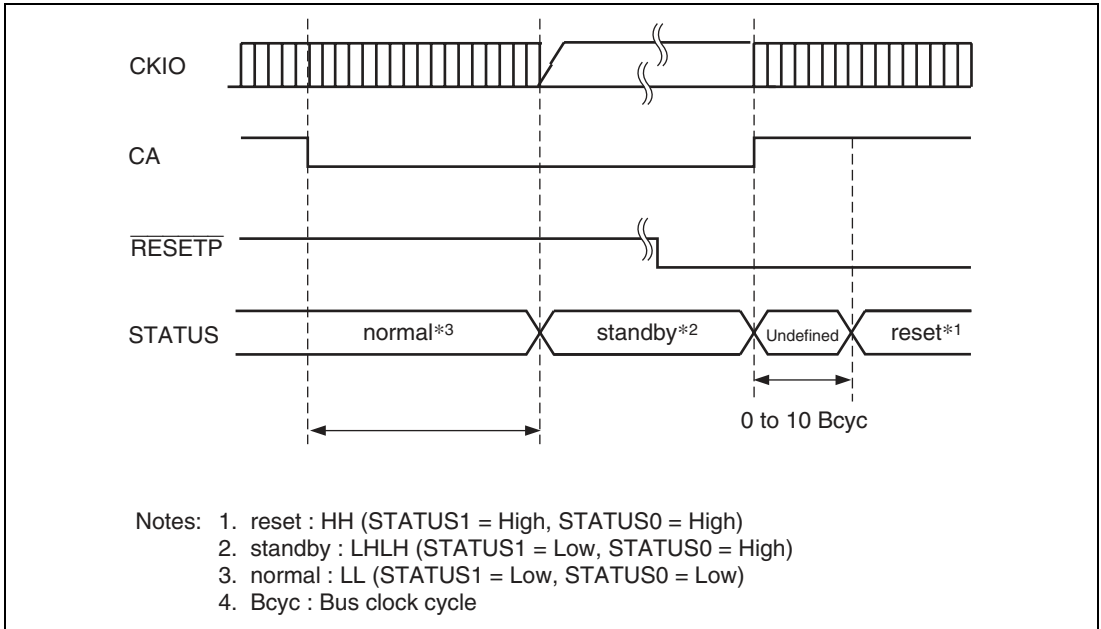 CKIO
CA
RESETP
STATUS
normal*3
standby*2
Undefined
reset*1
0 to 10 Bcyc
Notes: 1. reset : HH (STATUS1 = High, STATUS0 = High)
2. standby : LHLH (STATUS1 = Low, STATUS0 = High)
3. normal : LL (STATUS1 = Low, STATUS0 = Low)
4. Bcyc : Bus clock cycle